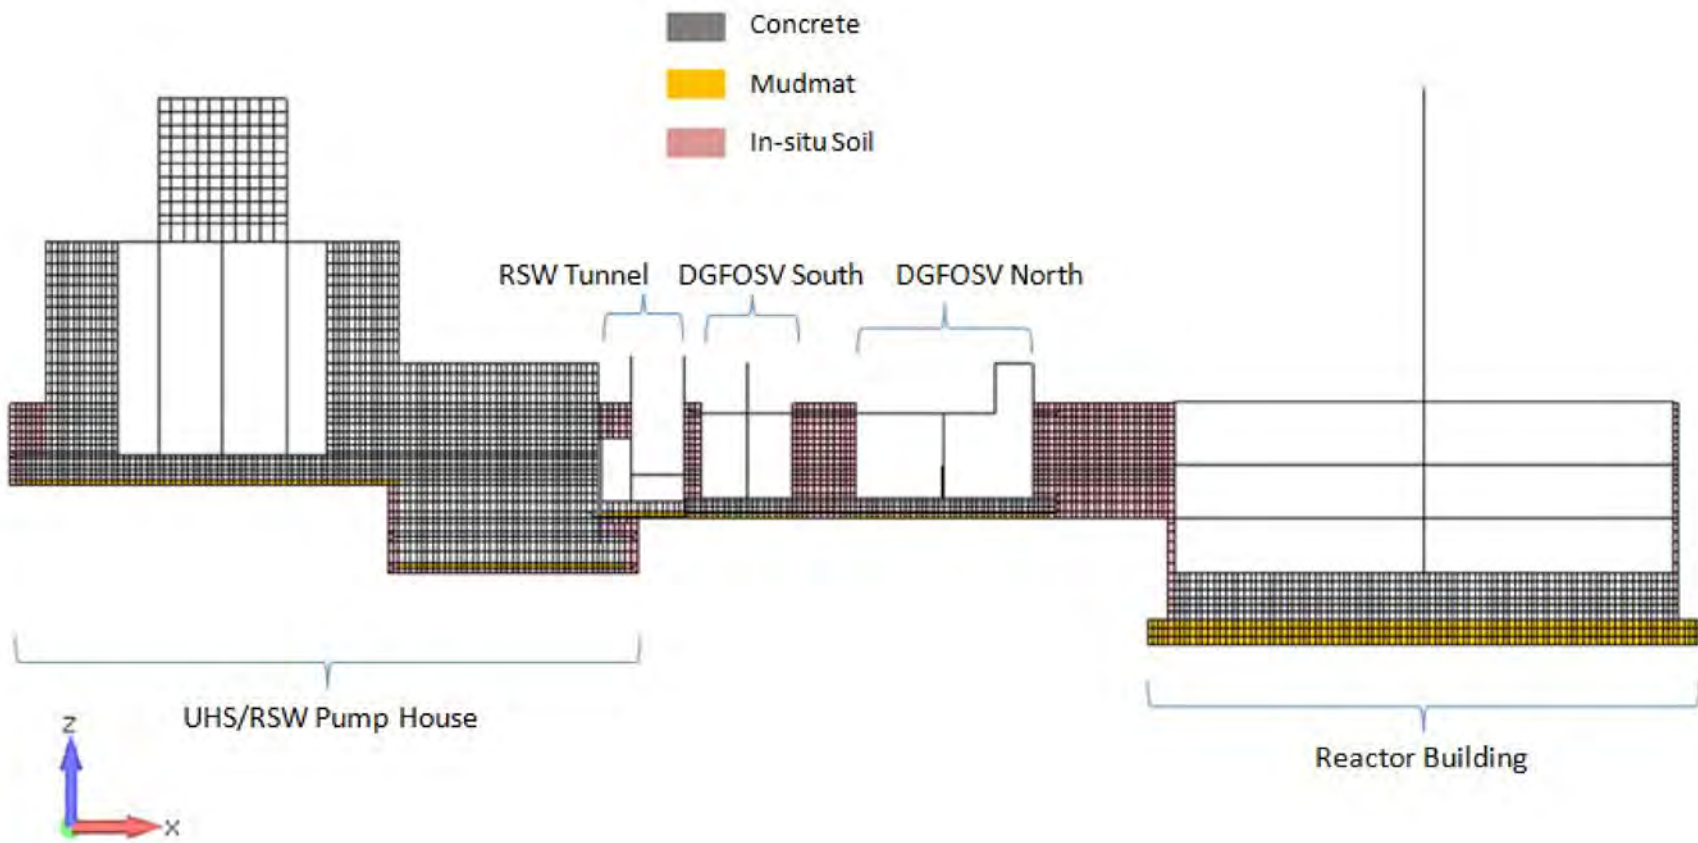 Concrete
Mudmat
In-situ Soil
RSW Tunnel
DGFOSV South
DGFOSV North
UHS/RSW Pump House
Reactor Building
Z
X